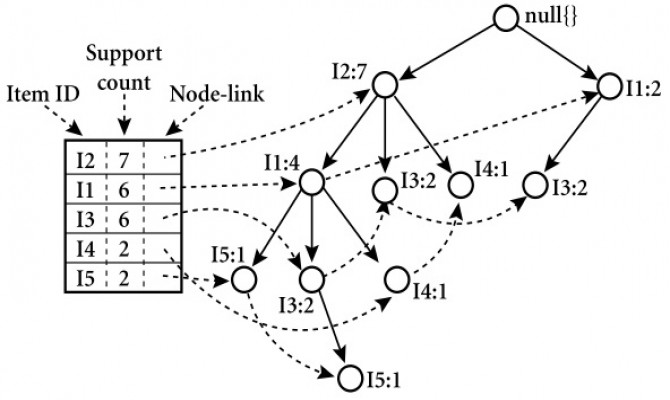 null{}
Support
count
Item ID
Node-link
I2:7
I1:2
I2 7
I1 6
I3 6
I4 2
I5 2
I1:4
I3:2
I4:1
I3:2
I5:1
I3:2
I4:1
I5:1